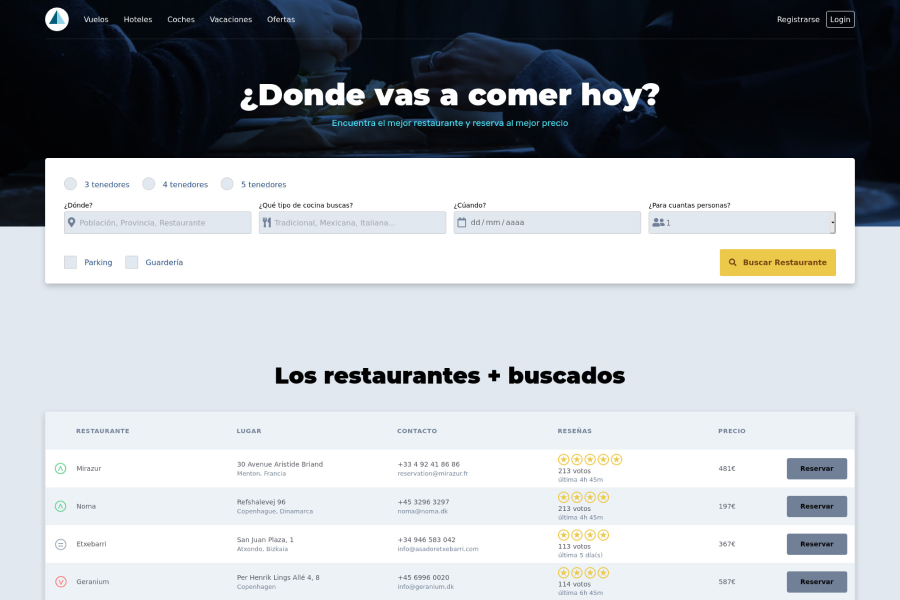 Vuelos Hoteles Coches Vacaciones Ofertas Registrarse Login
¿Donde vas a comer hoy?
Encuentra el mejor restaurante y reserva al mejor precio
3 tenedores 4 tenedores 5 tenedores
¿Dónde? ¿Qué tipo de cocina buscas? ¿Cúando? ¿Para cuantas personas?
Población, Provincia, Restaurante Tradicional, Mexicana, Italiana... dd/mm/aaaa 1
Parking Guardería Buscar Restaurante
Los restaurantes + buscados
RESTAURANTE LUGAR CONTACTO RESEÑAS PRECIO
Mirazur 30 Avenue Aristide Briand +33 4 92 41 86 86 213 votos 481€ Reservar
Menton, Francia reservation@mirazur.fr última 4h 45m
Noma Refshalevej 96 +45 3296 3297 213 votos 197€ Reservar
Copenhague, Dinamarca noma@noma.dk última 4h 45m
Etxebarri San Juan Plaza, 1 +34 946 583 042 113 votos 367€ Reservar
Atxondo, Bizkaia info@asadoretxebarri.com última 5 día(s)
Geranium Per Henrik Lings Allé 4, 8 +45 6996 0020 114 votos 587€ Reservar
Copenhagen info@geranium.dk última 6h 45m